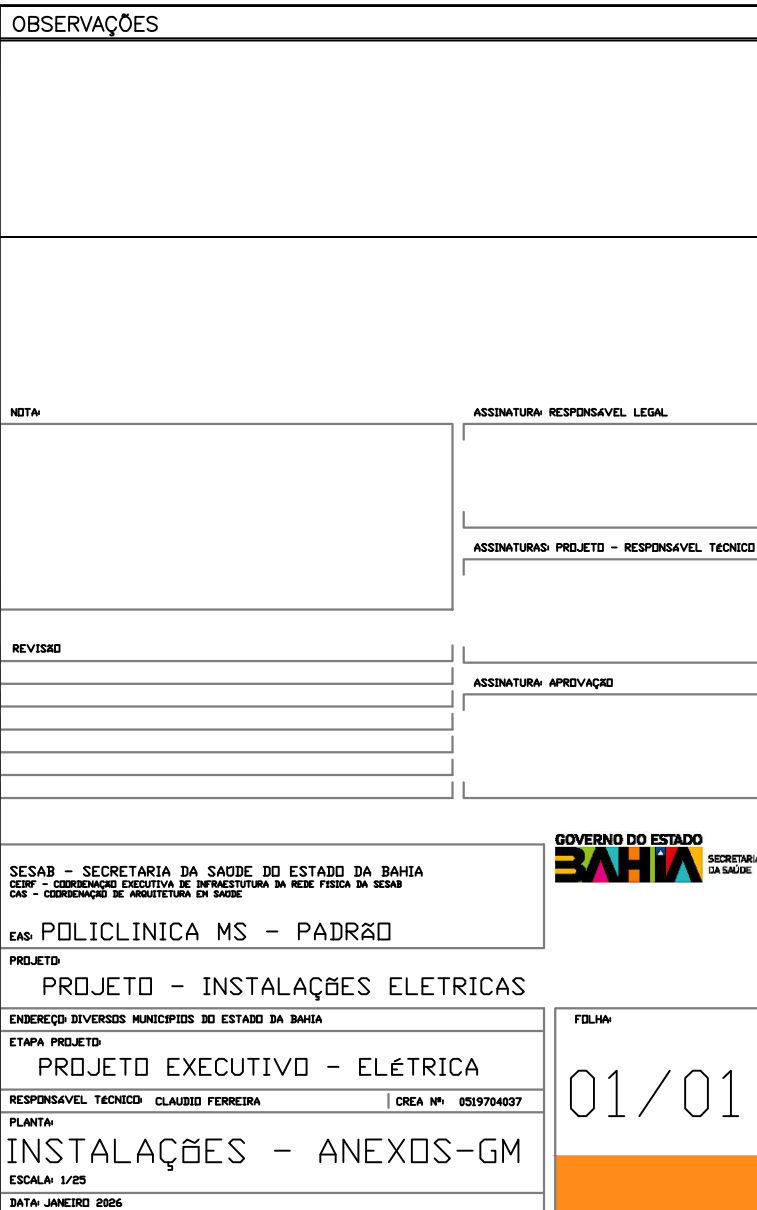 OBSERVAÇÕES
NOTA:
ASSINATURA: RESPONSÁVEL LEGAL
ASSINATURAS: PROJETO - RESPONSÁVEL TÉCNICO
REVISÃO
ASSINATURA: APROVAÇÃO
GOVERNO DO ESTADO
BAHIA
SECRETARIA
DA SAÚDE
SESAB - SECRETARIA DA SAÚDE DO ESTADO DA BAHIA
CEIRF - COORDENAÇÃO EXECUTIVA DE INFRAESTUTURA DA REDE FISICA DA SESAB
CAS - COORDENAÇÃO DE ARQUITETURA EM SAÚDE
EAS: POLICLINICA MS - PADRÃO
PROJETO:
PROJETO - INSTALAÇÕES ELETRICAS
ENDEREÇO: DIVERSOS MUNICÍPIOS DO ESTADO DA BAHIA
ETAPA PROJETO:
PROJETO EXECUTIVO - ELÉTRICA
RESPONSÁVEL TÉCNICO: CLAUDIO FERREIRA
CREA Nº: 0519704037
PLANTA:
INSTALAÇÕES - ANEXOS-GM
ESCALA: 1/25
DATA: JANEIRO 2026
FOLHA:
01/01